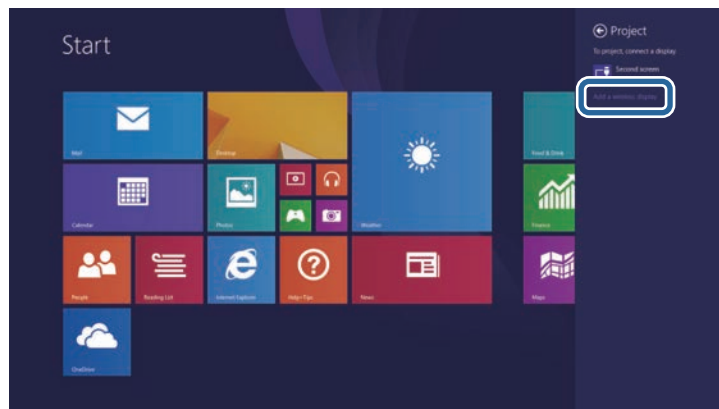 Start
Project
To project, connect a display
Second screen
Add a wireless display
Mail
Desktop
Food & Drink
Calendar
Photos
Weather
Finance
People
Reading List
Internet Explorer
Help+Tips
News
Maps
OneDrive